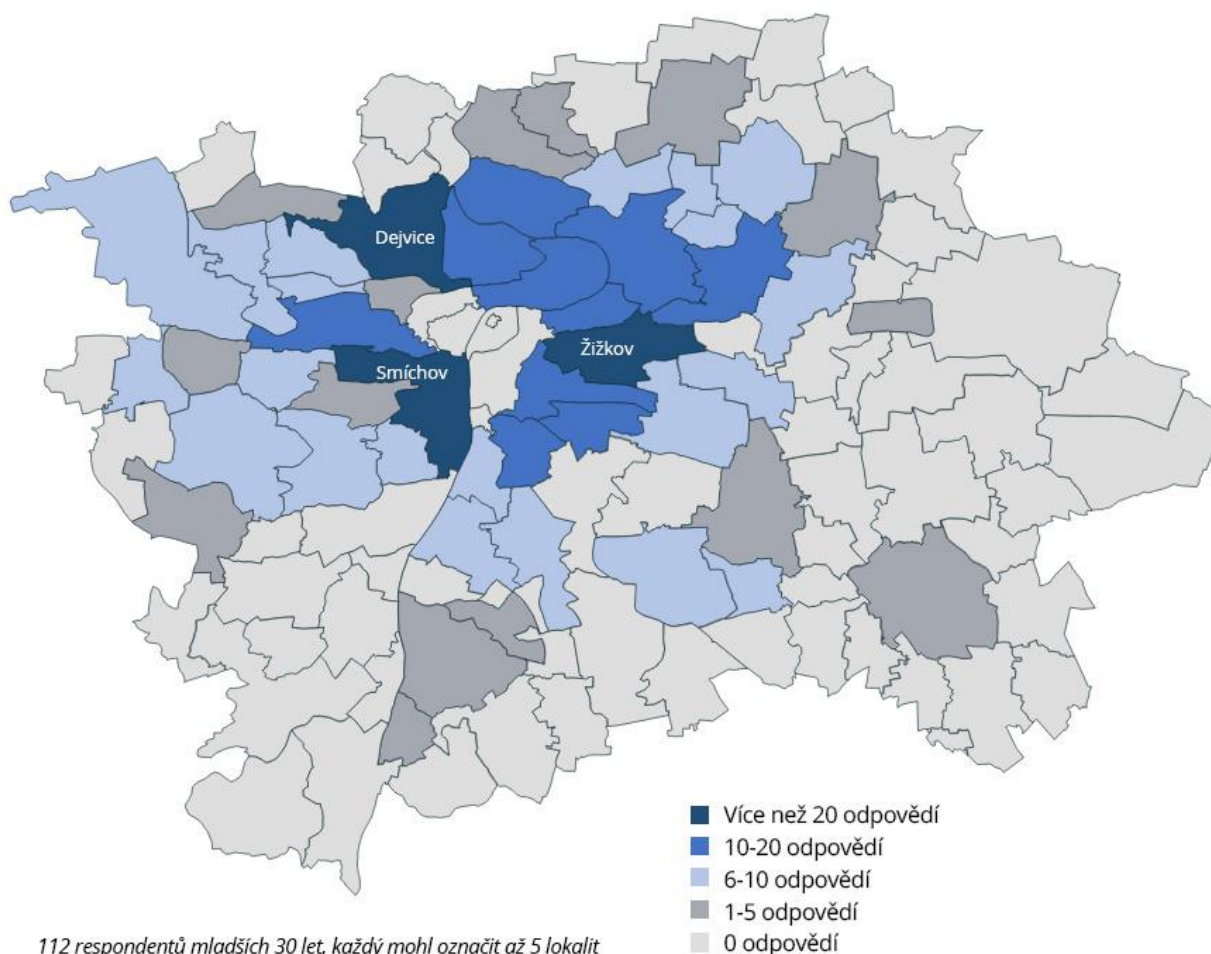 Dejvice
Žižkov
Smíchov
Více než 20 odpovědí
10-20 odpovědí
6-10 odpovědí
1-5 odpovědí
0 odpovědí
112 respondentů mladších 30 let, každý mohl označit až 5 lokalit